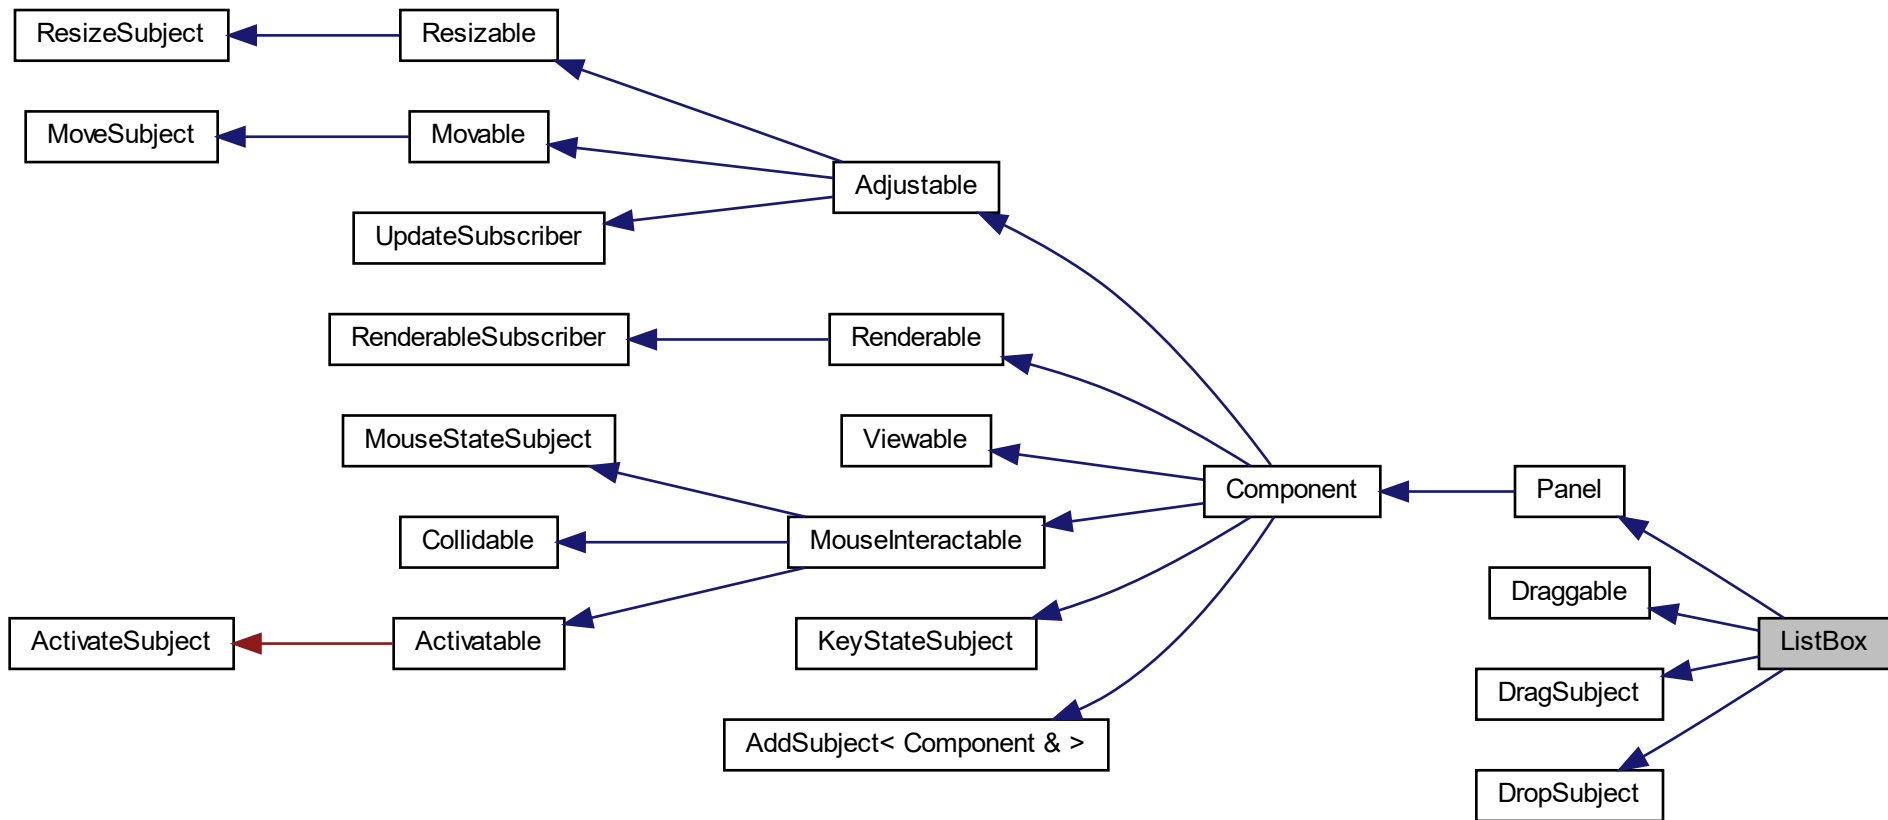 ResizeSubject
Resizable
MoveSubject
Movable
Adjustable
UpdateSubscriber
RenderableSubscriber
Renderable
MouseStateSubject
Viewable
Component
Panel
Collidable
MouseInteractable
Draggable
ActivateSubject
Activatable
KeyStateSubject
ListBox
DragSubject
AddSubject< Component & >
DropSubject